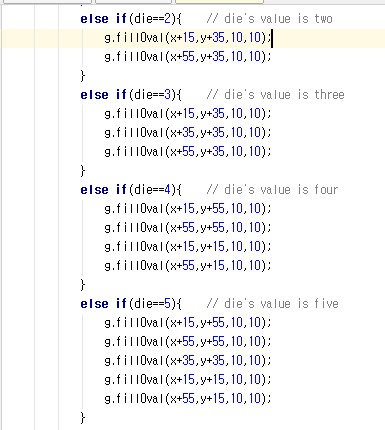 else if(die==2){ // die's value is two
g.fillOval(x+15,y+35,10,10);
g.fillOval(x+55,y+35,10,10);
}
else if(die==3){ // die's value is three
g.fillOval(x+15,y+35,10,10);
g.fillOval(x+35,y+35,10,10);
g.fillOval(x+55,y+35,10,10);
}
else if(die==4){ // die's value is four
g.fillOval(x+15,y+55,10,10);
g.fillOval(x+55,y+55,10,10);
g.fillOval(x+15,y+15,10,10);
g.fillOval(x+55,y+15,10,10);
}
else if(die==5){ // die's value is five
g.fillOval(x+15,y+55,10,10);
g.fillOval(x+55,y+55,10,10);
g.fillOval(x+35,y+35,10,10);
g.fillOval(x+15,y+15,10,10);
g.fillOval(x+55,y+15,10,10);
}